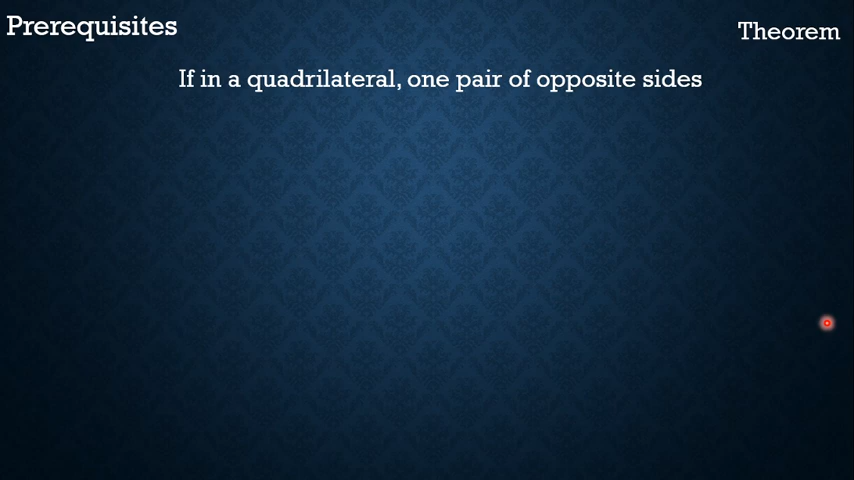 Prerequisites
Theorem
If in a quadrilateral, one pair of opposite sides